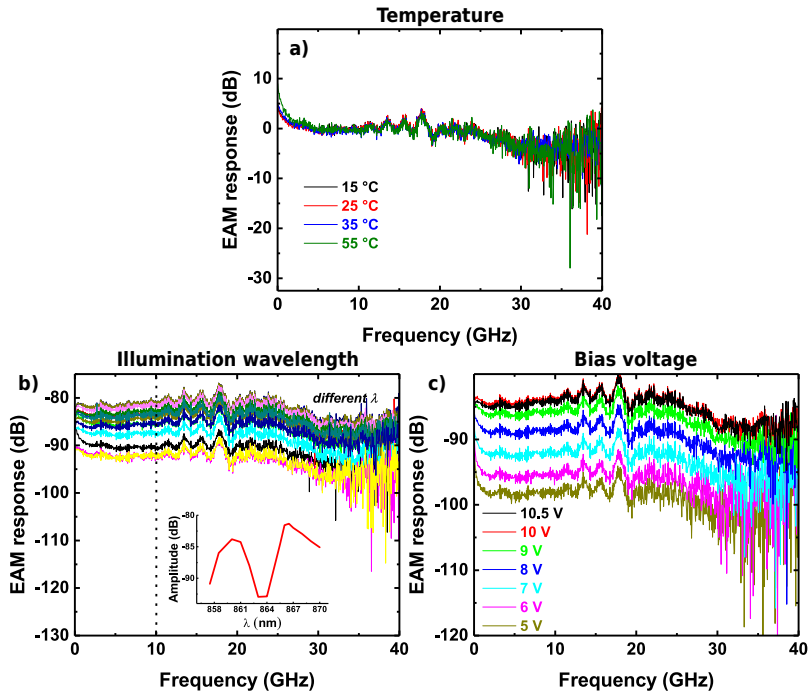 Temperature
a)
EAM response (dB)
10
0
-10
-20
-30
15 °C
25 °C
35 °C
55 °C
0 10 20 30 40
Frequency (GHz)
Illumination wavelength
b)
different λ
EAM response (dB)
-80
-90
-100
-110
-120
-130
Amplitude (dB)
-80
-85
-90
858 861 864 867 870
λ (nm)
0 10 20 30 40
Frequency (GHz)
Bias voltage
c)
EAM response (dB)
-90
-100
-110
-120
10.5 V
10 V
9 V
8 V
7 V
6 V
5 V
0 10 20 30 40
Frequency (GHz)